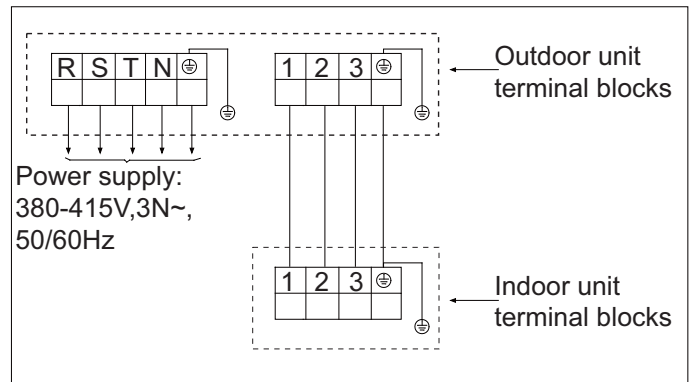 R S T N
1 2 3
Outdoor unit
terminal blocks
Power supply:
380-415V,3N~,
50/60Hz
1 2 3
Indoor unit
terminal blocks